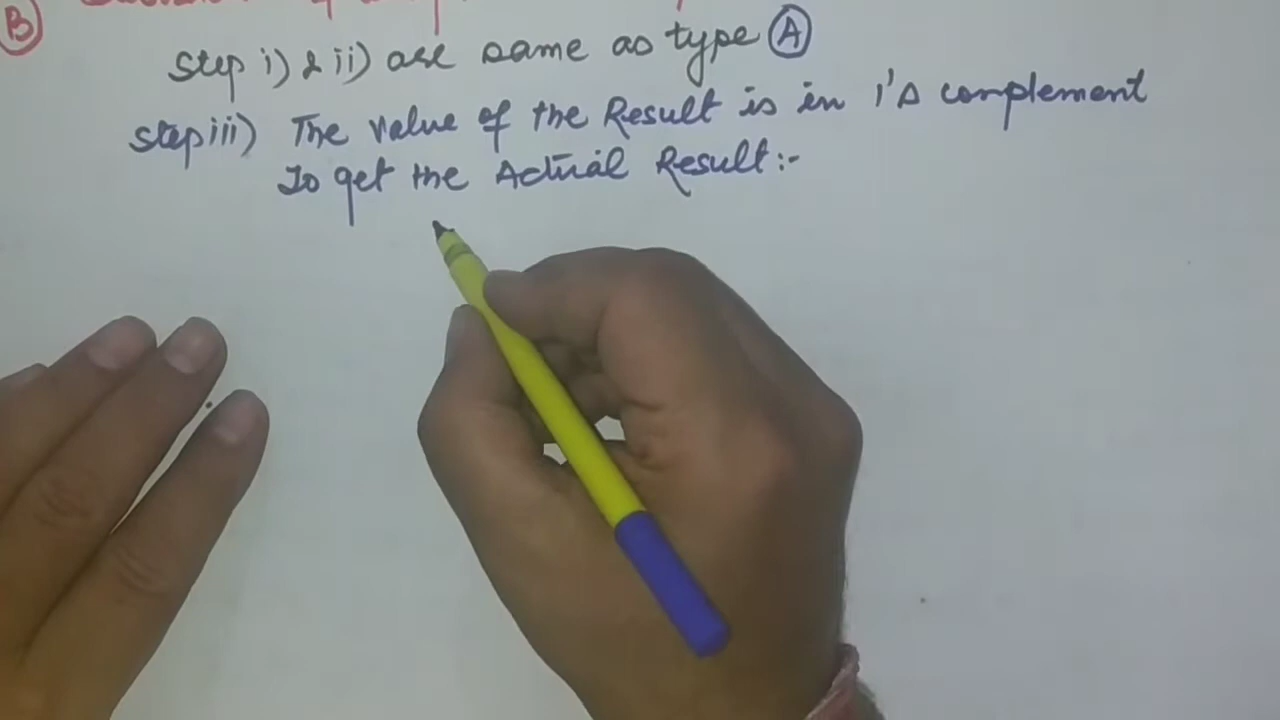 B
step i) & ii) are same as type A
step iii) The value of the Result is in 1's complement
To get the Actual Result:-